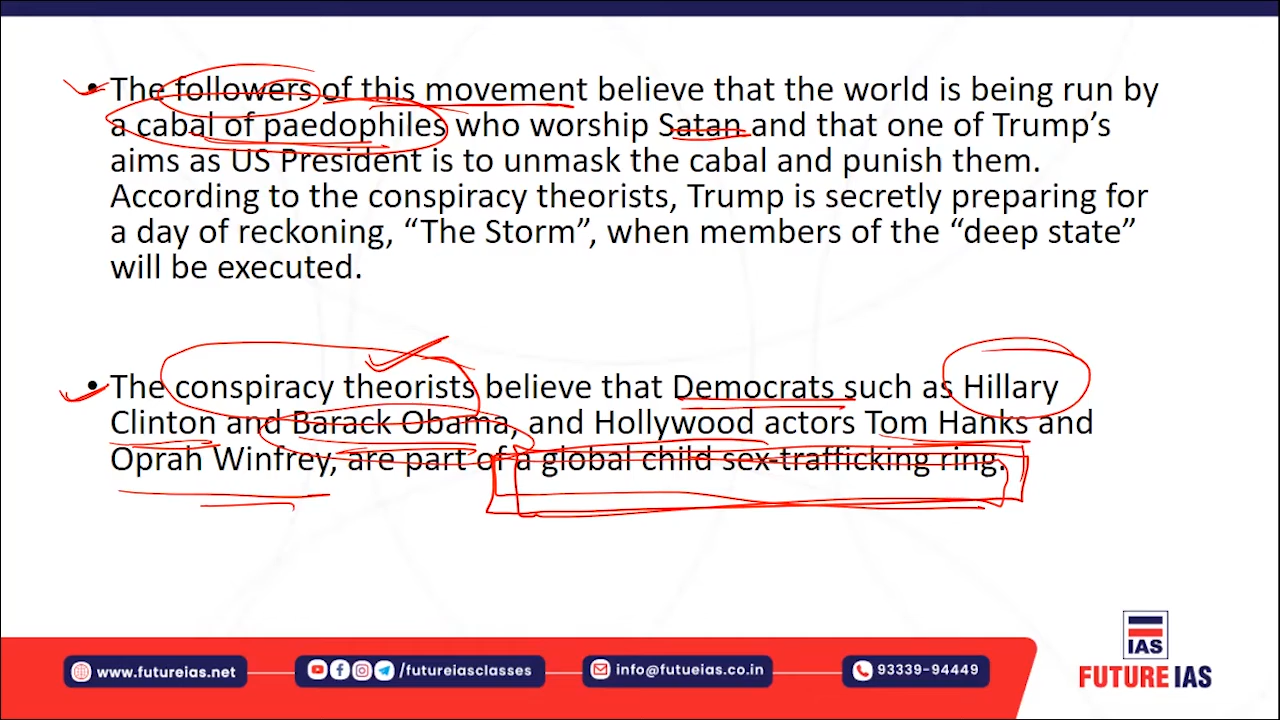 • The followers of this movement believe that the world is being run by
a cabal of paedophiles who worship Satan and that one of Trump’s
aims as US President is to unmask the cabal and punish them.
According to the conspiracy theorists, Trump is secretly preparing for
a day of reckoning, “The Storm”, when members of the “deep state”
will be executed.
• The conspiracy theorists believe that Democrats such as Hillary
Clinton and Barack Obama, and Hollywood actors Tom Hanks and
Oprah Winfrey, are part of a global child sex-trafficking ring.
www.futureias.net
/futureiasclasses
info@futueias.co.in
93339-94449
IAS
FUTURE IAS